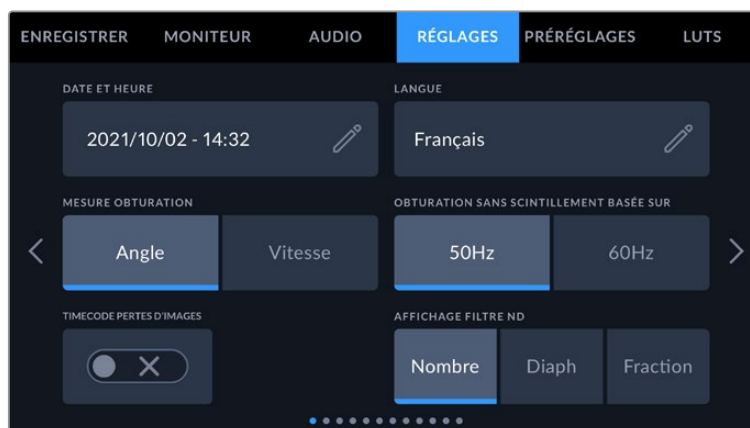 ENREGISTRER MONITEUR AUDIO RÉGLAGES PRÉRÉGLAGES LUTS
DATE ET HEURE LANGUE
2021/10/02 - 14:32 Français
MESURE OBTURATION OBTURATION SANS SCINTILLEMENT BASÉE SUR
Angle Vitesse 50Hz 60Hz
TIMECODE PERTES D'IMAGES AFFICHAGE FILTRE ND
Nombre Diaph Fraction